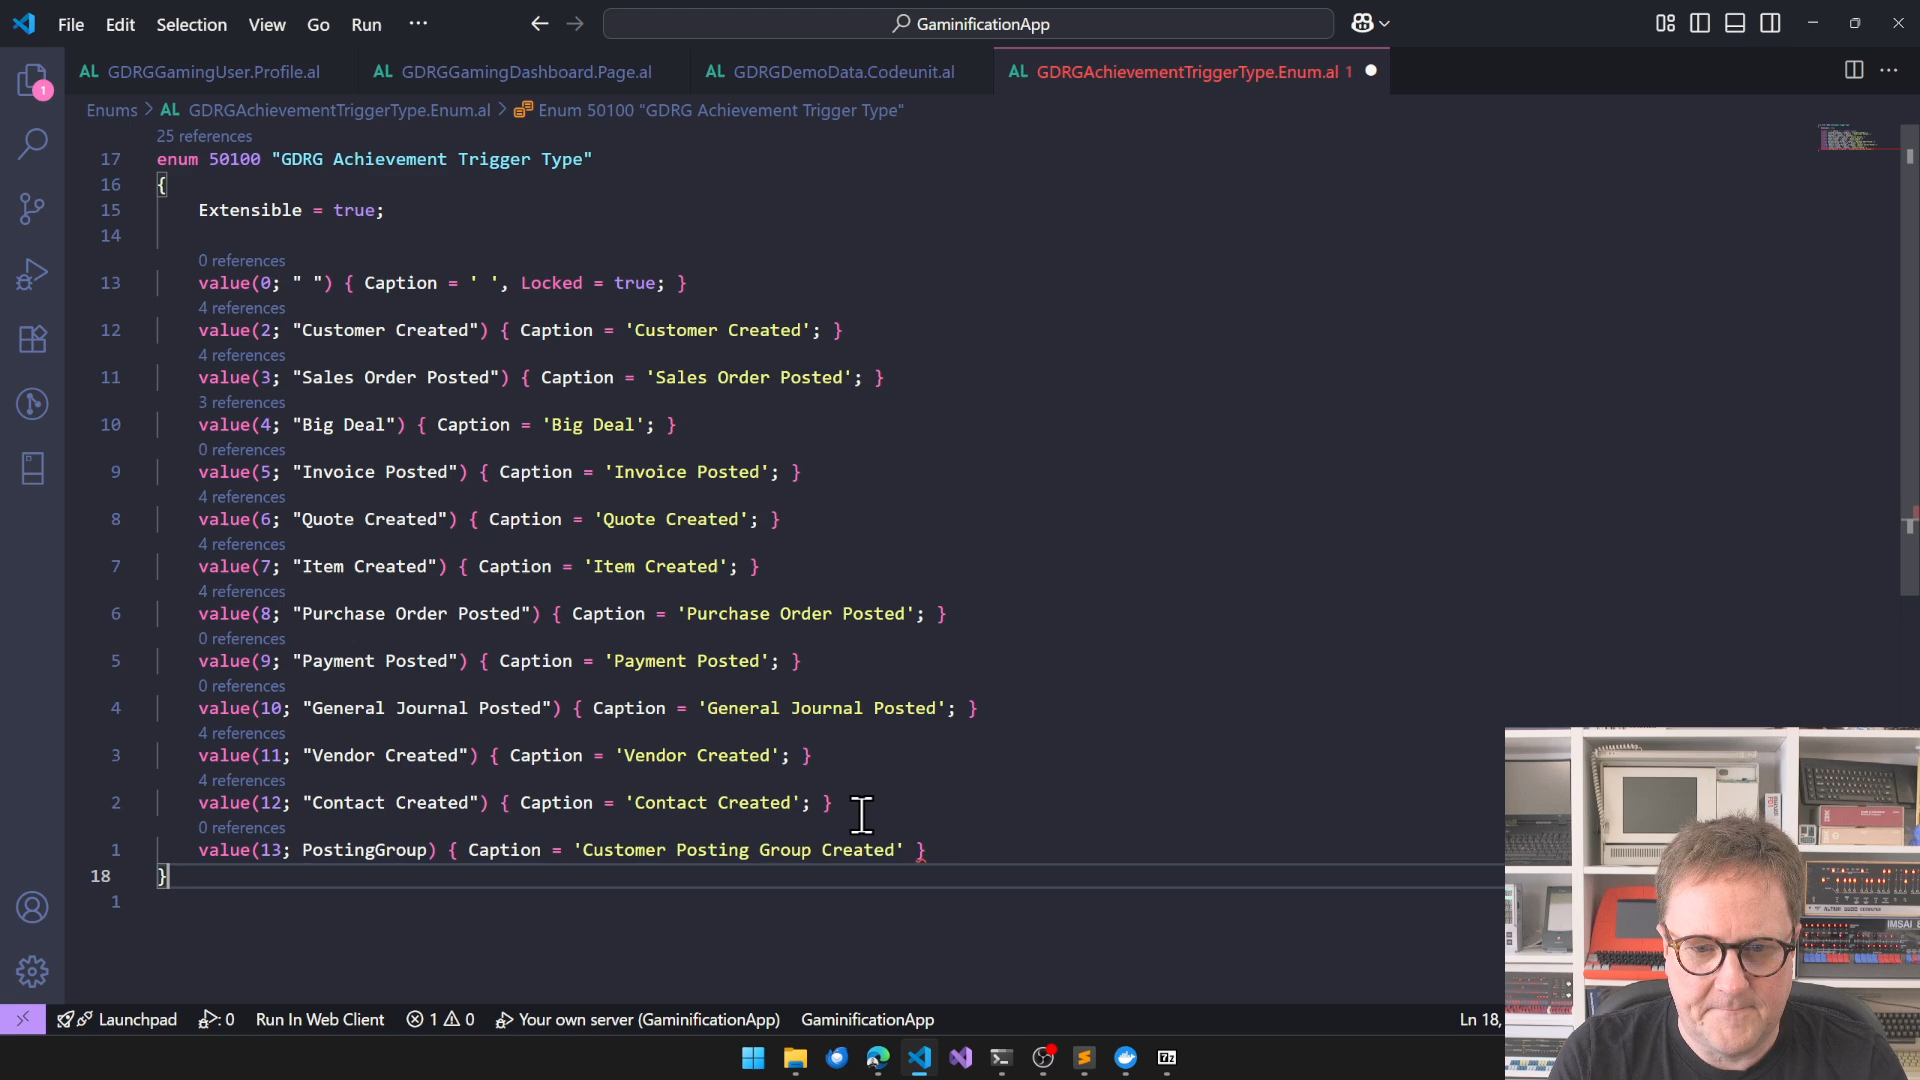 File Edit Selection View Go Run ··· GaminificationApp
AL GDRGGamingUser.Profile.al AL GDRGGamingDashboard.Page.al AL GDRGDemoData.Codeunit.al AL GDRGAchievementTriggerType.Enum.al 1
1
Enums > AL GDRGAchievementTriggerType.Enum.al > Enum 50100 "GDRG Achievement Trigger Type"
25 references
17 enum 50100 "GDRG Achievement Trigger Type"
16 {
15 Extensible = true;
14
0 references
13 value(0; " ") { Caption = ' ', Locked = true; }
4 references
12 value(2; "Customer Created") { Caption = 'Customer Created'; }
4 references
11 value(3; "Sales Order Posted") { Caption = 'Sales Order Posted'; }
3 references
10 value(4; "Big Deal") { Caption = 'Big Deal'; }
0 references
9 value(5; "Invoice Posted") { Caption = 'Invoice Posted'; }
4 references
8 value(6; "Quote Created") { Caption = 'Quote Created'; }
4 references
7 value(7; "Item Created") { Caption = 'Item Created'; }
4 references
6 value(8; "Purchase Order Posted") { Caption = 'Purchase Order Posted'; }
0 references
5 value(9; "Payment Posted") { Caption = 'Payment Posted'; }
0 references
4 value(10; "General Journal Posted") { Caption = 'General Journal Posted'; }
4 references
3 value(11; "Vendor Created") { Caption = 'Vendor Created'; }
4 references
2 value(12; "Contact Created") { Caption = 'Contact Created'; }
0 references
1 value(13; PostingGroup) { Caption = 'Customer Posting Group Created' }
18 }
1
Launchpad 0 Run In Web Client 1 0 Your own server (GaminificationApp) GaminificationApp Ln 18,
7z